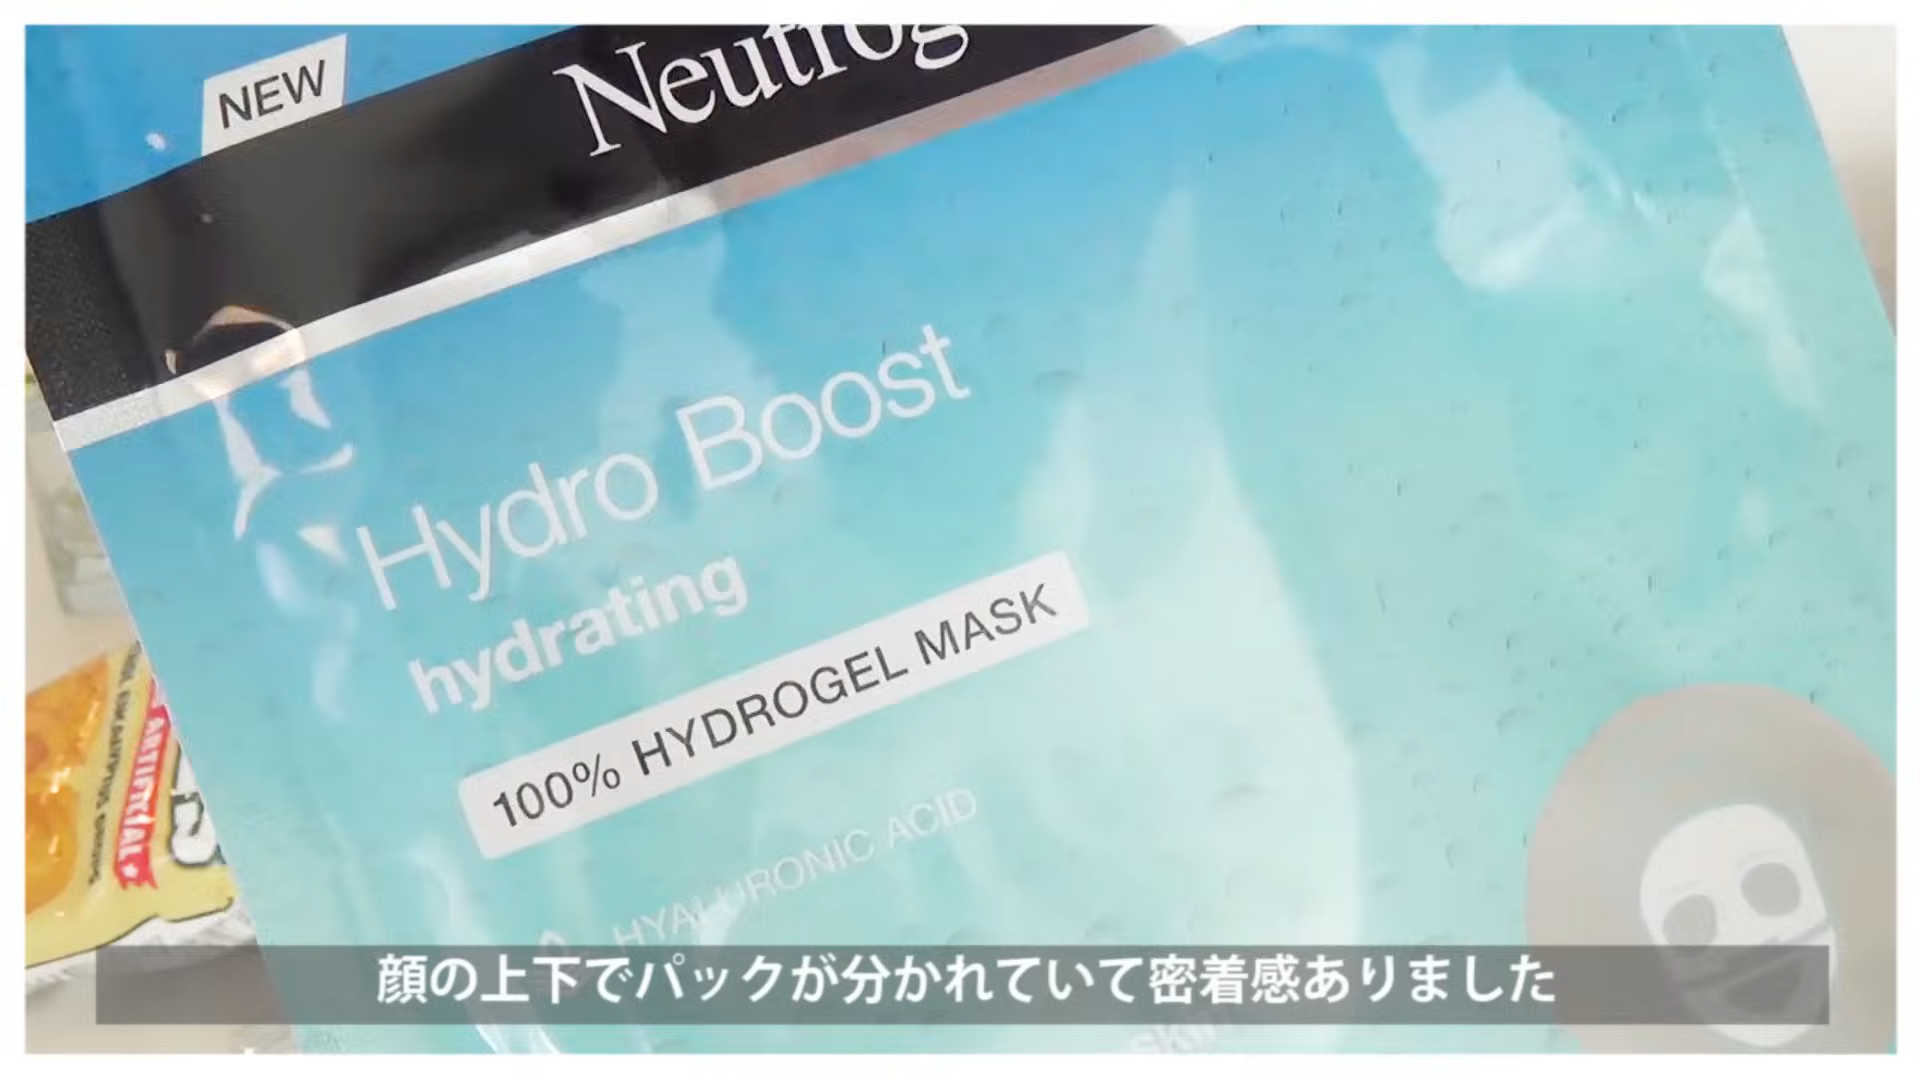 NEW
Neutrog
Hydro Boost
hydrating
100% HYDROGEL MASK
HYALURONIC ACID
ARTIFICIAL
skin
顔の上下でパックが分かれていて密着感ありました